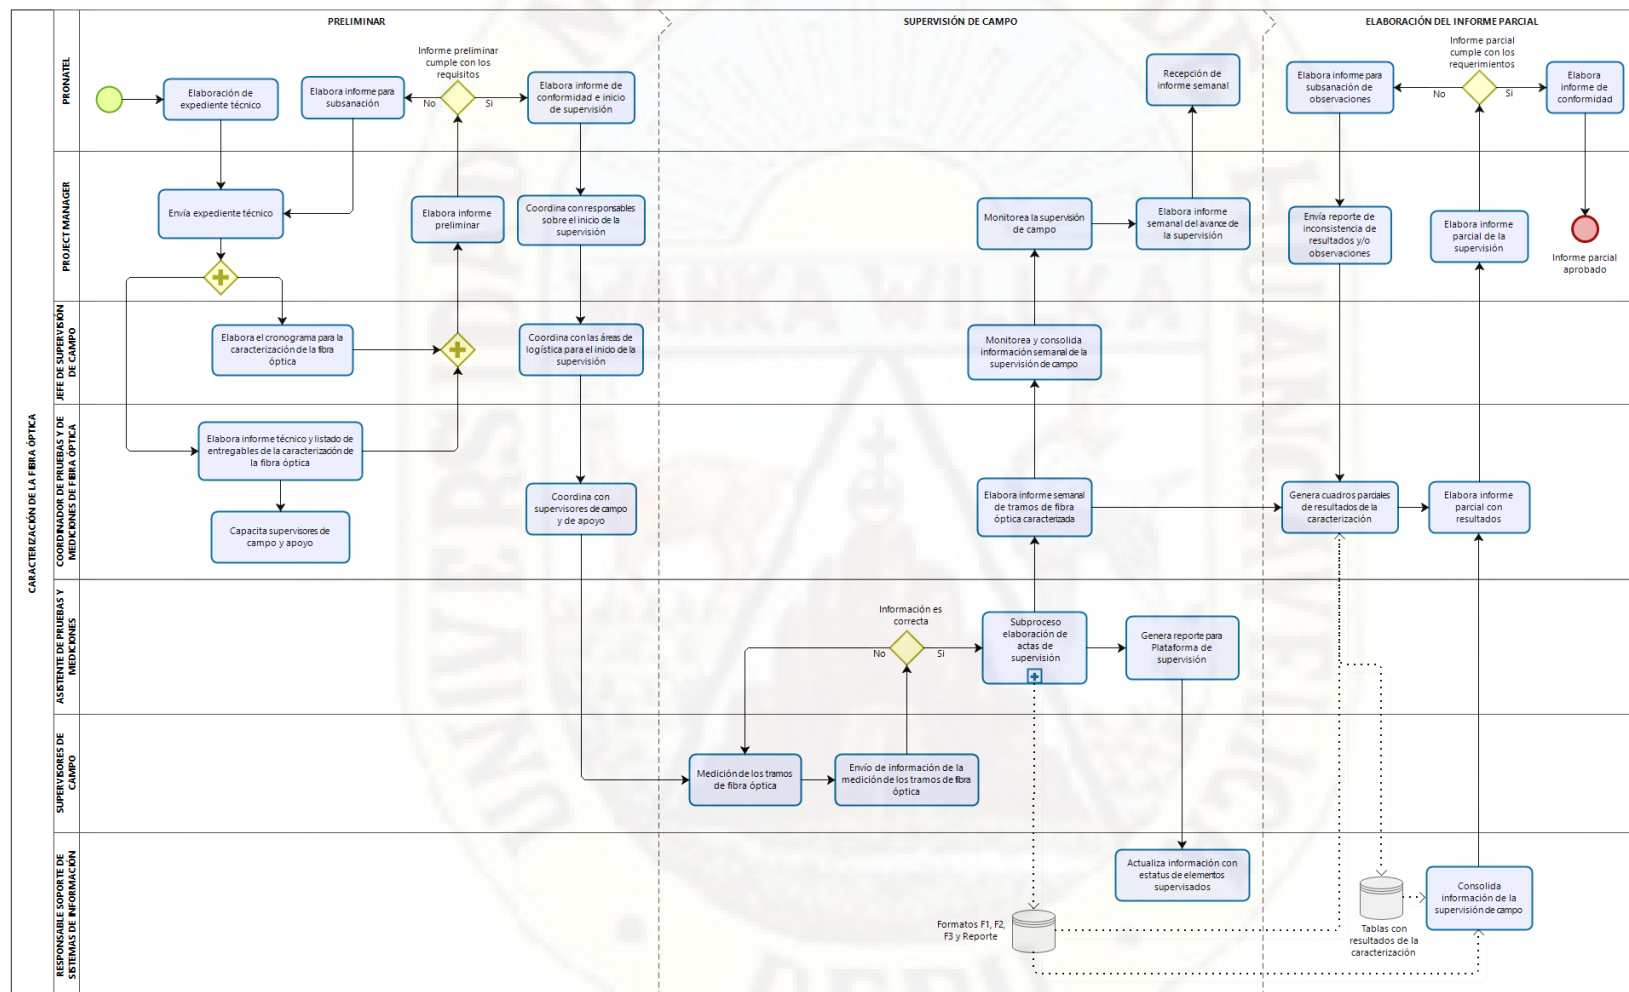 PRELIMINAR
SUPERVISIÓN DE CAMPO
ELABORACIÓN DEL INFORME PARCIAL
CARACTERIZACIÓN DE LA FIBRA ÓPTICA
PRONATEL
Elaboración de
expediente técnico
Elabora informe para
subsanación
Informe preliminar
cumple con los
requisitos
No
Si
Elabora informe de
conformidad e inicio
de supervisión
Recepción de
informe semanal
Elabora informe para
subsanación de
observaciones
Informe parcial
cumple con los
requerimientos
No
Si
Elabora
informe de
conformidad
PROJECT MANAGER
Envía expediente técnico
Elabora informe
preliminar
Coordina con responsables
sobre el inicio de la
supervisión
Monitorea la supervisión
de campo
Elabora informe
semanal del avance de
la supervisión
Envía reporte de
inconsistencia de
resultados y/o
observaciones
Elabora informe
parcial de la
supervisión
Informe parcial
aprobado
JEFE DE SUPERVISIÓN
DE CAMPO
Elabora el cronograma para la
caracterización de la fibra
óptica
Coordina con las áreas de
logística para el inicio de la
supervisión
Monitorea y consolida
información semanal de la
supervisión de campo
COORDINADOR DE PRUEBAS Y DE
MEDICIONES DE FIBRA ÓPTICA
Elabora informe técnico y listado de
entregables de la caracterización de
la fibra óptica
Capacita supervisores de
campo y apoyo
Coordina con
supervisores de campo
y de apoyo
Elabora informe semanal
de tramos de fibra
óptica caracterizada
Genera cuadros parciales
de resultados de la
caracterización
Elabora informe
parcial con
resultados
ASISTENTE DE PRUEBAS Y
MEDICIONES
Información es
correcta
No
Si
Subproceso
elaboración de
actas de
supervisión
Genera reporte para
Plataforma de
supervisión
SUPERVISORES DE
CAMPO
Medición de los tramos
de fibra óptica
Envío de información de la
medición de los tramos de fibra
óptica
RESPONSABLE SOPORTE DE
SISTEMAS DE INFORMACIÓN
Actualiza información con
estatus de elementos
supervisados
Formatos F1, F2,
F3 y Reporte
Tablas con
resultados de la
caracterización
Consolida
información de la
supervisión de campo